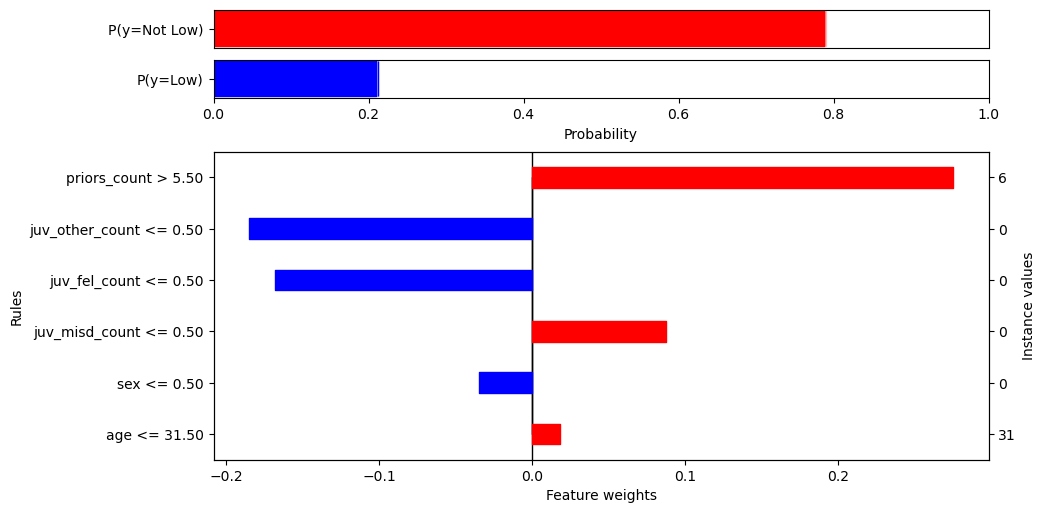 P(y=Not Low)
P(y=Low)
0.0 0.2 0.4 0.6 0.8 1.0
Probability
priors_count > 5.50 6
juv_other_count <= 0.50 0
juv_fel_count <= 0.50 0
juv_misd_count <= 0.50 0
sex <= 0.50 0
age <= 31.50 31
Rules
Instance values
−0.2 −0.1 0.0 0.1 0.2
Feature weights